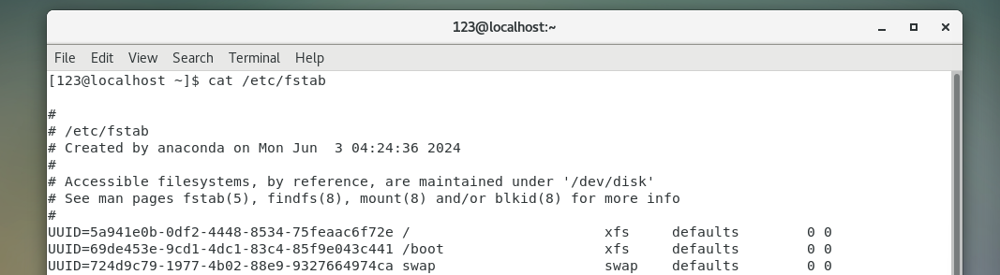 123@localhost:~
File Edit View Search Terminal Help
[123@localhost ~]$ cat /etc/fstab
#
# /etc/fstab
# Created by anaconda on Mon Jun  3 04:24:36 2024
#
# Accessible filesystems, by reference, are maintained under '/dev/disk'
# See man pages fstab(5), findfs(8), mount(8) and/or blkid(8) for more info
#
UUID=5a941e0b-0df2-4448-8534-75feaac6f72e /                       xfs     defaults        0 0
UUID=69de453e-9cd1-4dc1-83c4-85f9e043c441 /boot                   xfs     defaults        0 0
UUID=724d9c79-1977-4b02-88e9-9327664974ca swap                    swap    defaults        0 0